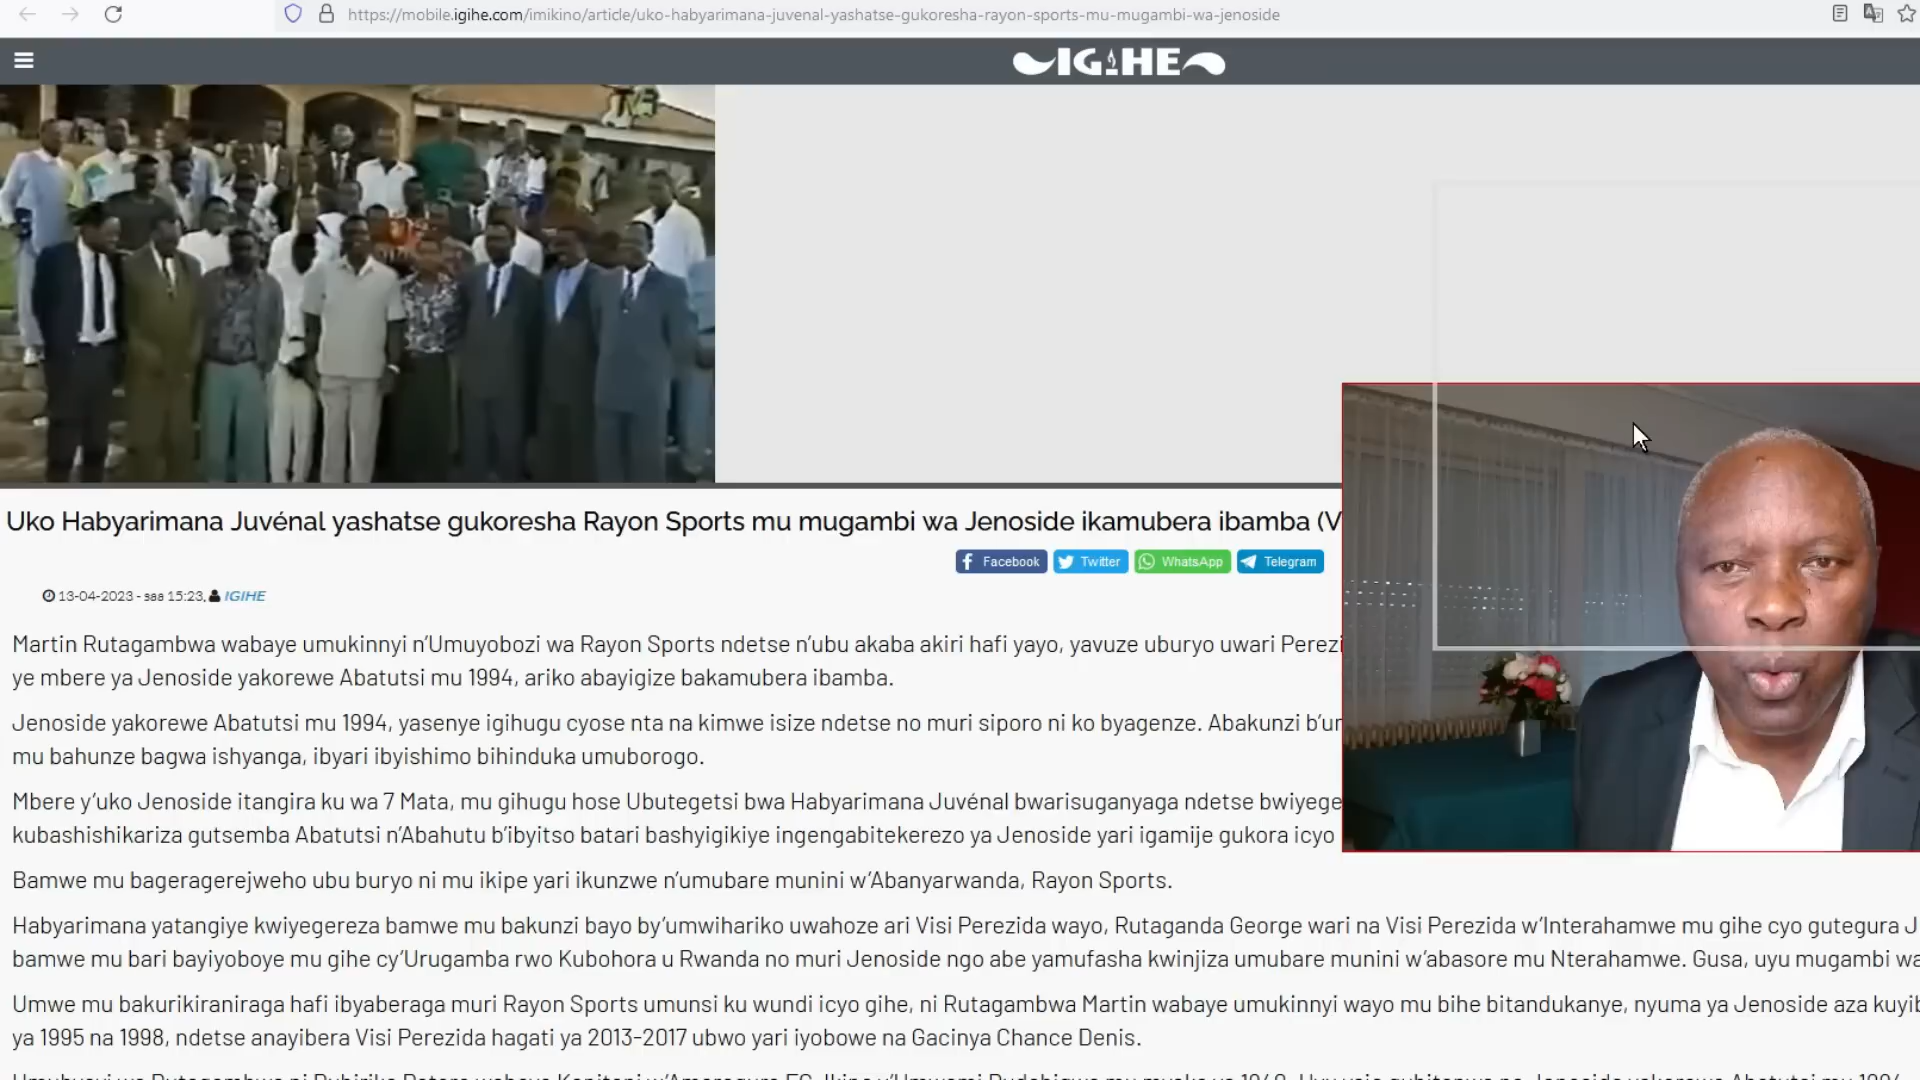 https://mobile.igihe.com/imikino/article/uko-habyarimana-juvenal-yashatse-gukoresha-rayon-sports-mu-mugambi-wa-jenoside
IGIHE
Uko Habyarimana Juvénal yashatse gukoresha Rayon Sports mu mugambi wa Jenoside ikamubera ibamba (V
Facebook Twitter WhatsApp Telegram
13-04-2023 - saa 15:23, IGIHE
Martin Rutagambwa wabaye umukinnyi n'Umuyobozi wa Rayon Sports ndetse n'ubu akaba akiri hafi yayo, yavuze uburyo uwari Perezi
ye mbere ya Jenoside yakorewe Abatutsi mu 1994, ariko abayigize bakamubera ibamba.
Jenoside yakorewe Abatutsi mu 1994, yasenye igihugu cyose nta na kimwe isize ndetse no muri siporo ni ko byagenze. Abakunzi b'ur
mu bahunze bagwa ishyanga, ibyari ibyishimo bihinduka umuborogo.
Mbere y'uko Jenoside itangira ku wa 7 Mata, mu gihugu hose Ubutegetsi bwa Habyarimana Juvénal bwarisuganyaga ndetse bwiyege
kubashishikariza gutsemba Abatutsi n'Abahutu b'ibyitso batari bashyigikiye ingengabitekerezo ya Jenoside yari igamije gukora icyo
Bamwe mu bageragerejweho ubu buryo ni mu ikipe yari ikunzwe n'umubare munini w'Abanyarwanda, Rayon Sports.
Habyarimana yatangiye kwiyegereza bamwe mu bakunzi bayo by'umwihariko uwahoze ari Visi Perezida wayo, Rutaganda George wari na Visi Perezida w'Interahamwe mu gihe cyo gutegura J
bamwe mu bari bayiyoboye mu gihe cy'Urugamba rwo Kubohora u Rwanda no muri Jenoside ngo abe yamufasha kwinjiza umubare munini w'abasore mu Nterahamwe. Gusa, uyu mugambi wa
Umwe mu bakurikiraniraga hafi ibyaberaga muri Rayon Sports umunsi ku wundi icyo gihe, ni Rutagambwa Martin wabaye umukinnyi wayo mu bihe bitandukanye, nyuma ya Jenoside aza kuyib
ya 1995 na 1998, ndetse anayibera Visi Perezida hagati ya 2013-2017 ubwo yari iyobowe na Gacinya Chance Denis.